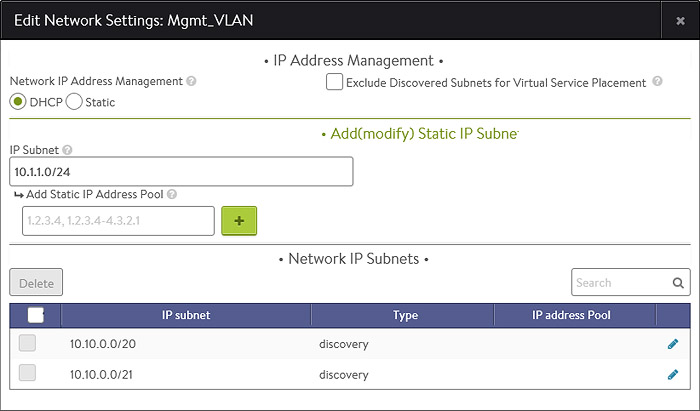 Edit Network Settings: Mgmt_VLAN
• IP Address Management •
Network IP Address Management
Exclude Discovered Subnets for Virtual Service Placement
DHCP Static
• Add(modify) Static IP Subne
IP Subnet
10.1.1.0/24
Add Static IP Address Pool
1.2.3.4, 1.2.3.4-4.3.2.1
• Network IP Subnets •
Delete
Search
IP subnet Type IP address Pool
10.10.0.0/20 discovery
10.10.0.0/21 discovery